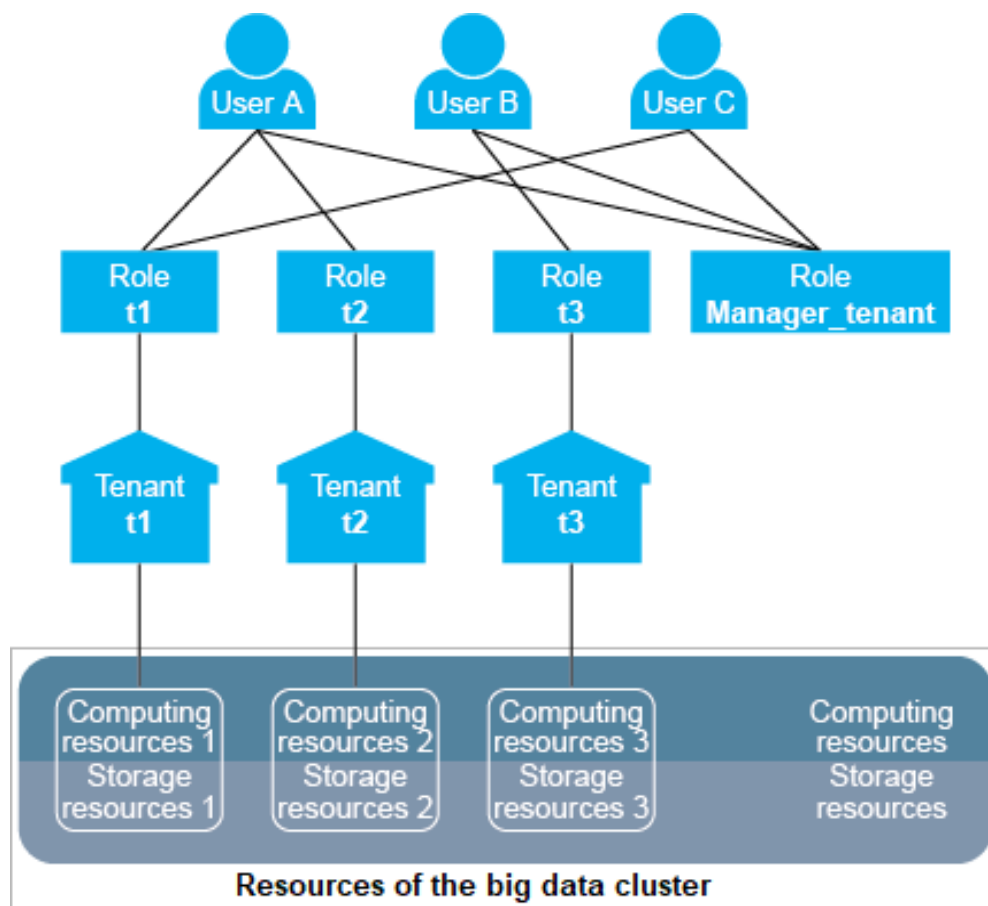 User A
User B
User C
Role
t1
Role
t2
Role
t3
Role
Manager_tenant
Tenant
t1
Tenant
t2
Tenant
t3
Computing
resources 1
Storage
resources 1
Computing
resources 2
Storage
resources 2
Computing
resources 3
Storage
resources 3
Computing
resources
Storage
resources
Resources of the big data cluster